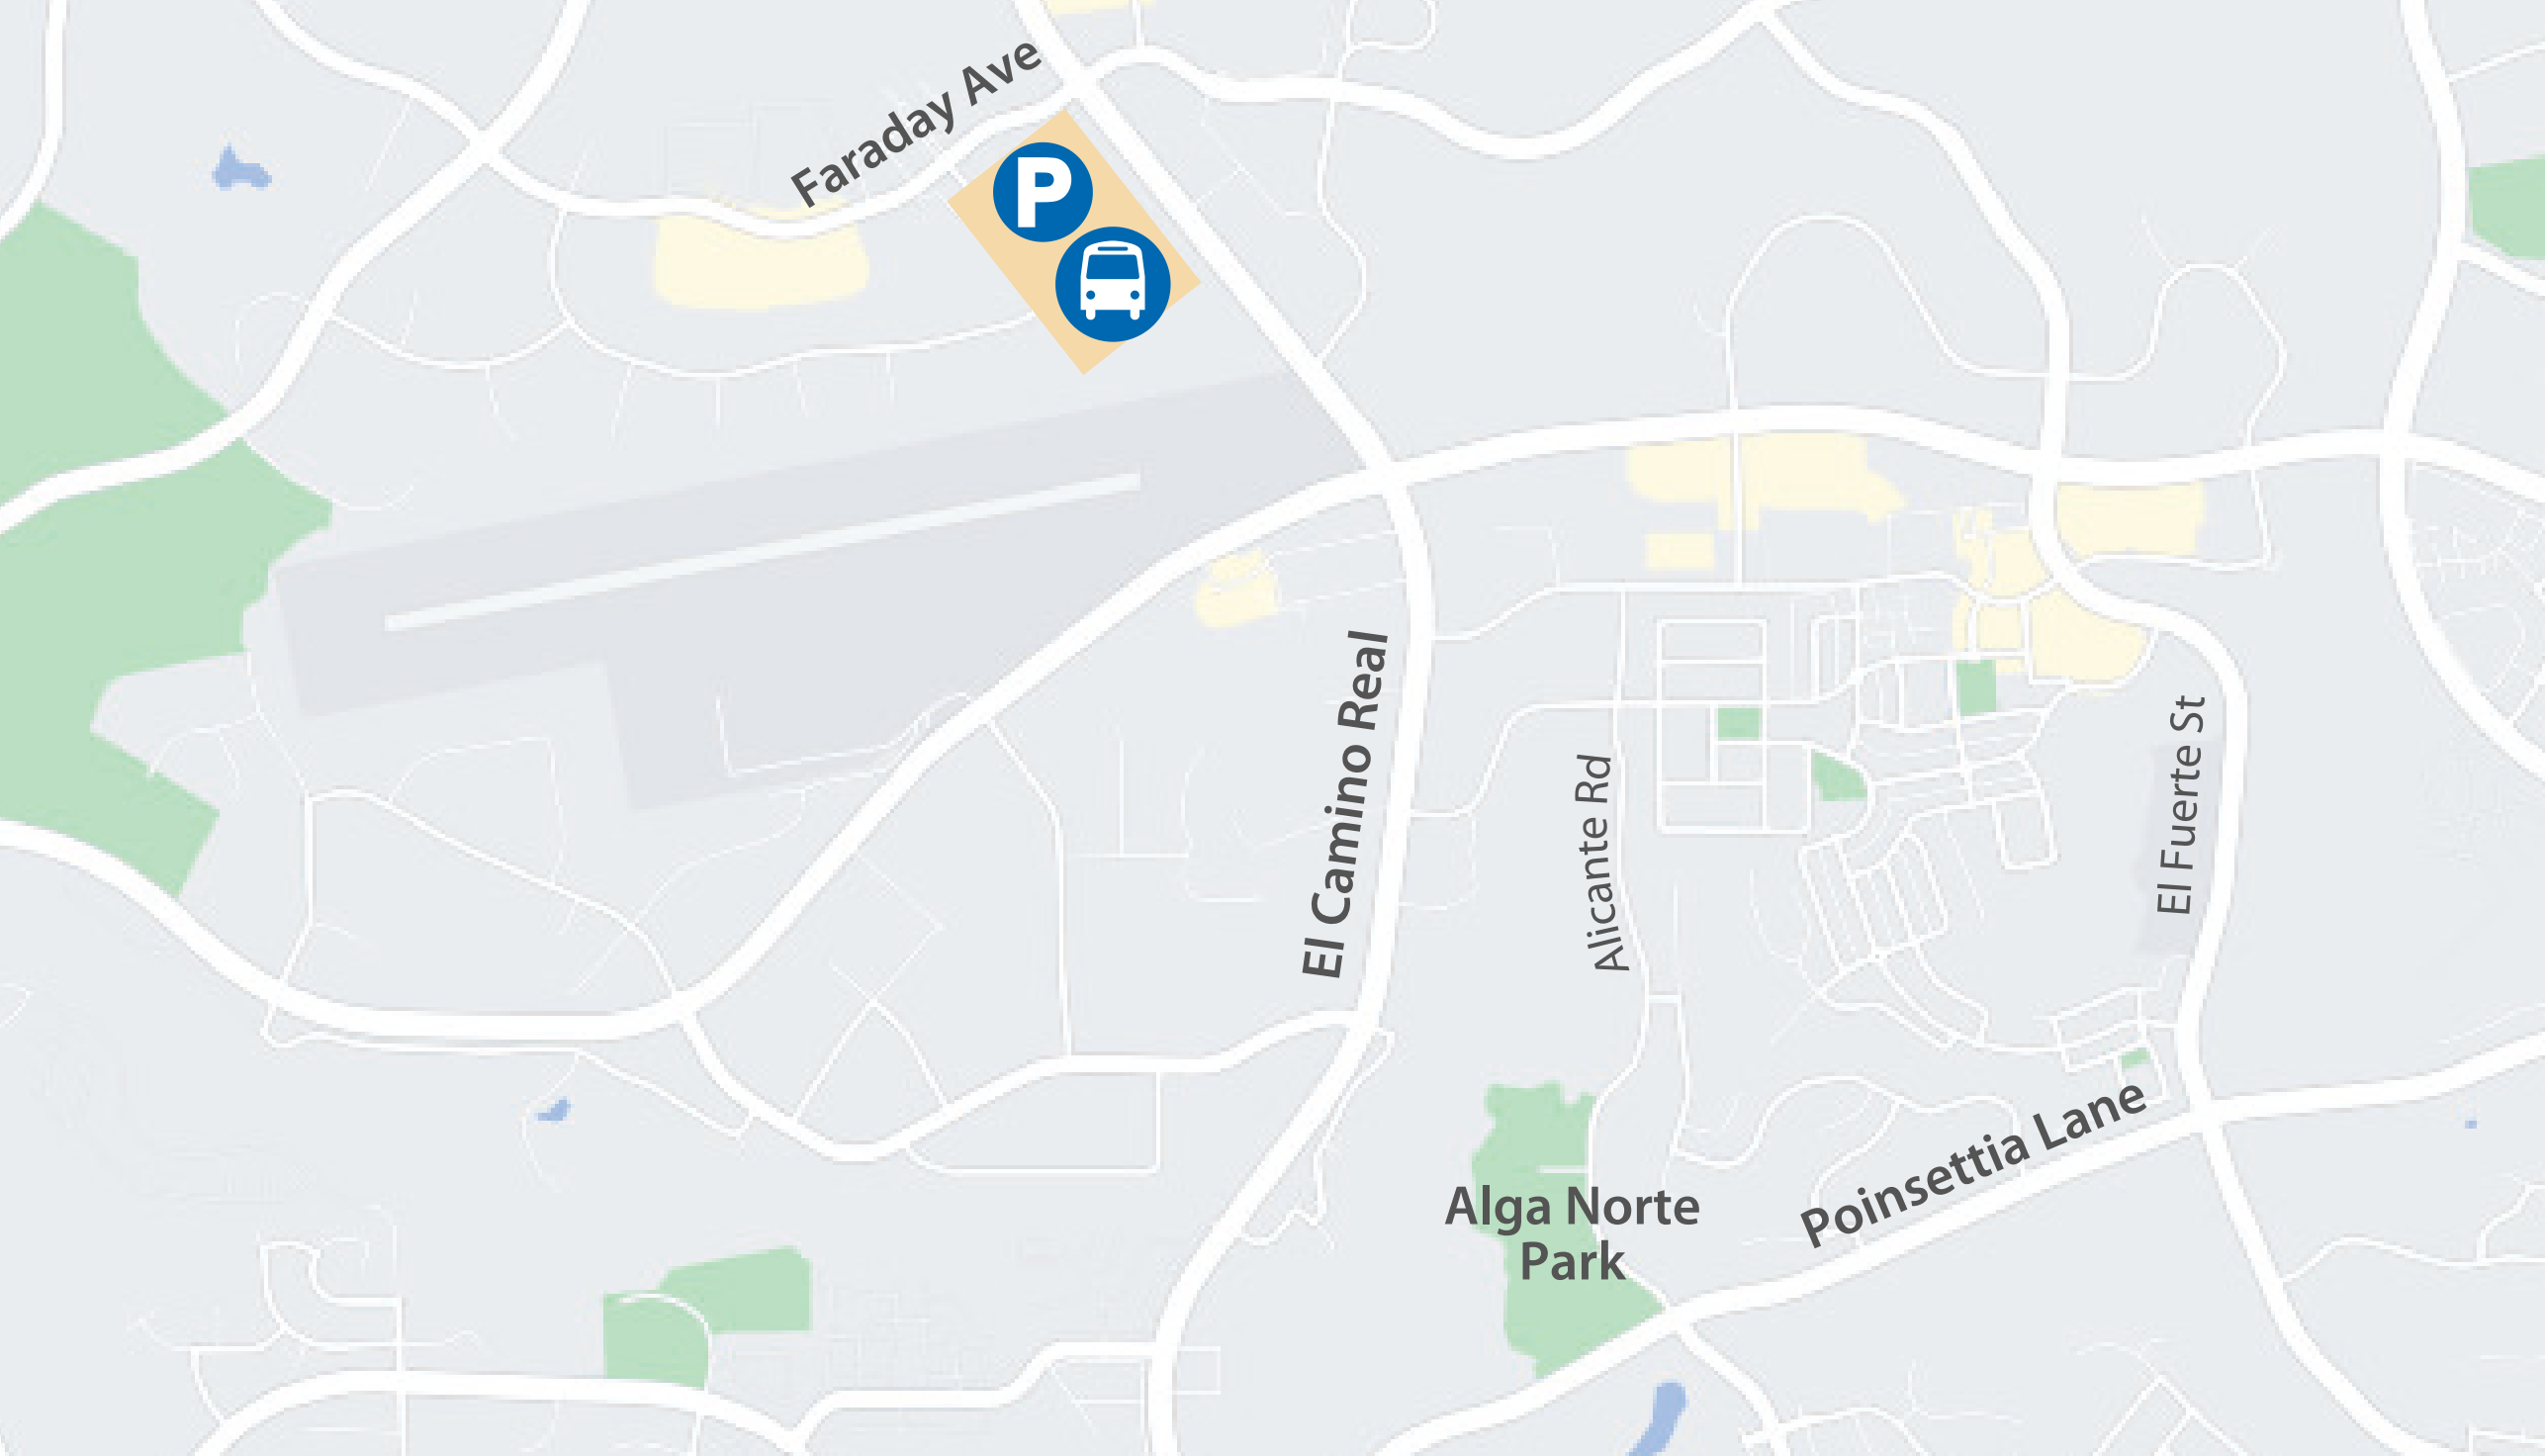 Faraday Ave
P
El Camino Real
Alicante Rd
El Fuerte St
Poinsettia Lane
Alga Norte
Park